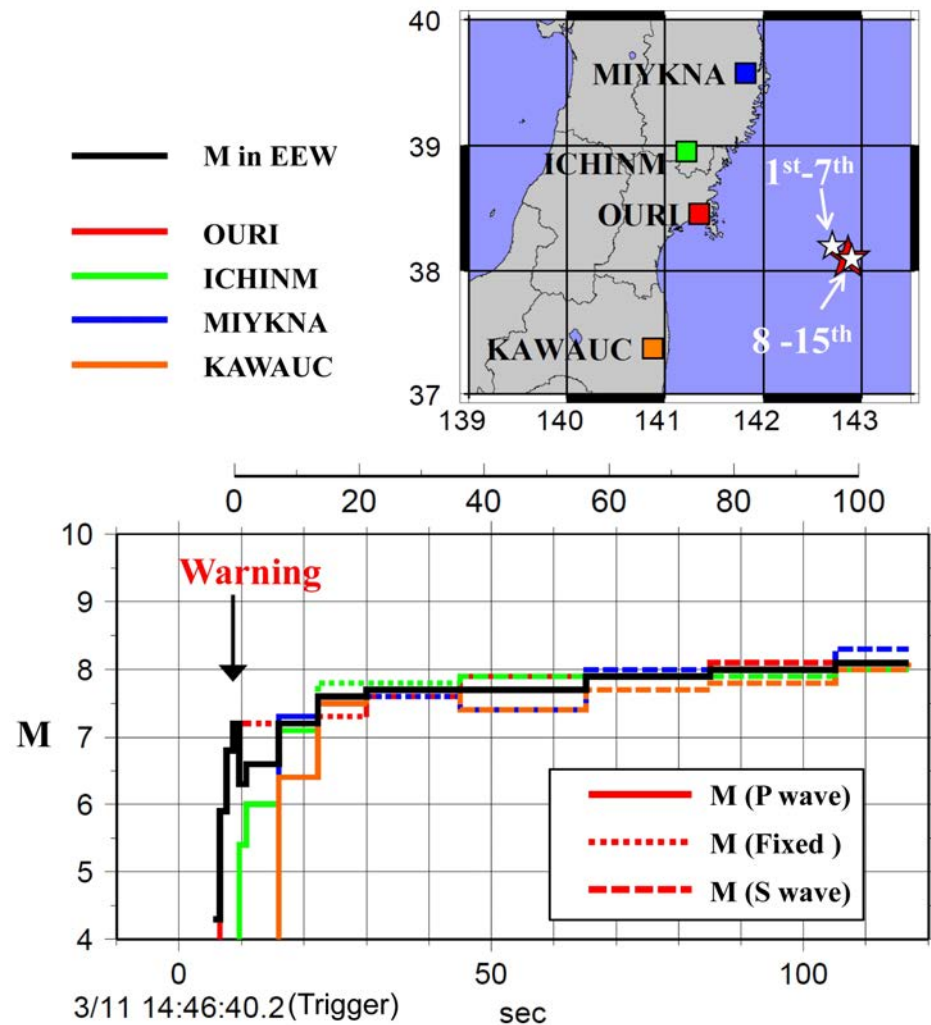 M in EEW
OURI
ICHINM
MIYKNA
KAWAUC
40
39
38
37
139 140 141 142 143
MIYKNA
ICHINM
OURI
KAWAUC
1st-7th
8 -15th
0 20 40 60 80 100
10
9
8
7
6
5
4
M
Warning
M (P wave)
M (Fixed )
M (S wave)
0 50 100
3/11 14:46:40.2(Trigger)
sec